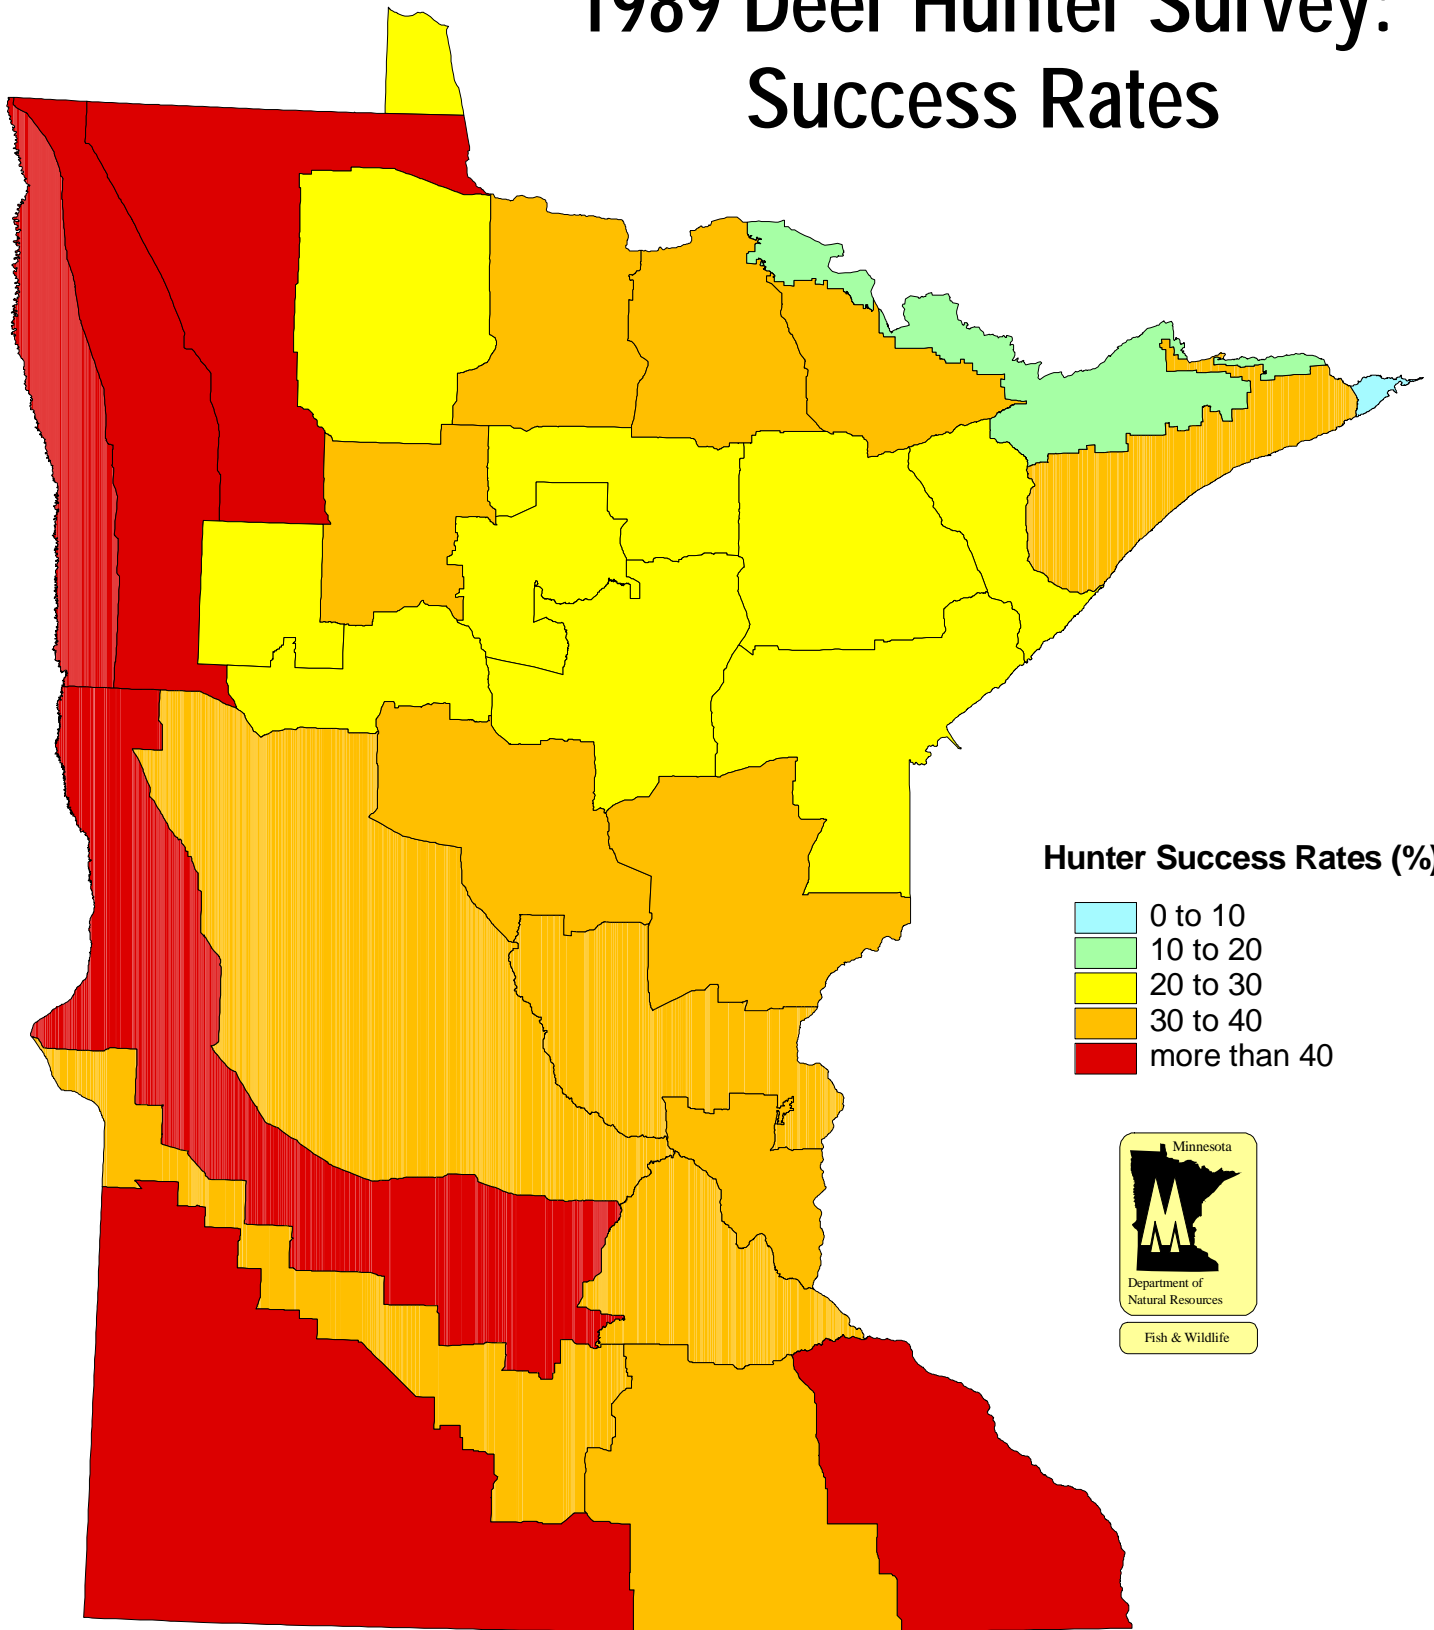 1989 Deer Hunter Survey:
Success Rates
Hunter Success Rates (%)
0 to 10
10 to 20
20 to 30
30 to 40
more than 40
Minnesota
Department of
Natural Resources
Fish & Wildlife